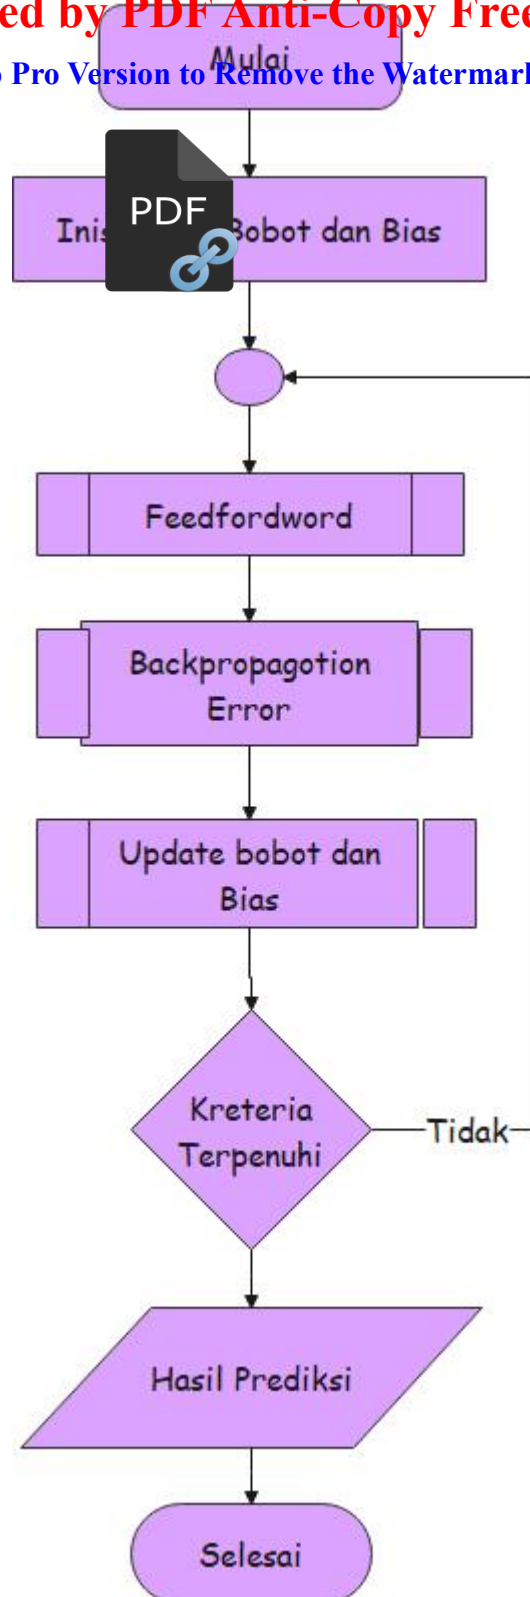 ed by PDF Anti-Copy Free
Mulai
Pro Version to Remove the Watermark
PDF
Bobot dan Bias
Feedfordword
Backpropagotion
Error
Update bobot dan
Bias
Kreteria
Terpenuhi
Tidak
Hasil Prediksi
Selesai